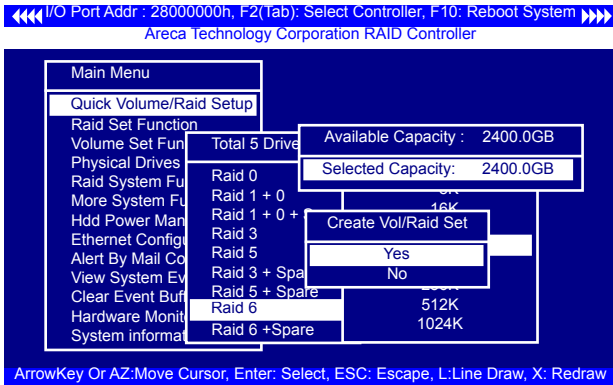 I/O Port Addr : 28000000h, F2(Tab): Select Controller, F10: Reboot System
Areca Technology Corporation RAID Controller
Main Menu
Quick Volume/Raid Setup
Raid Set Function
Volume Set Fun
Physical Drives
Raid System Fu
More System Fu
Hdd Power Man
Ethernet Configu
Alert By Mail Co
View System Ev
Clear Event Buff
Hardware Monit
System informat
Total 5 Drive
Raid 0
Raid 1 + 0
Raid 1 + 0 +
Raid 3
Raid 5
Raid 3 + Spa
Raid 5 + Spare
Raid 6
Raid 6 +Spare
Available Capacity : 2400.0GB
Selected Capacity: 2400.0GB
16K
Create Vol/Raid Set
Yes
No
512K
1024K
ArrowKey Or AZ:Move Cursor, Enter: Select, ESC: Escape, L:Line Draw, X: Redraw